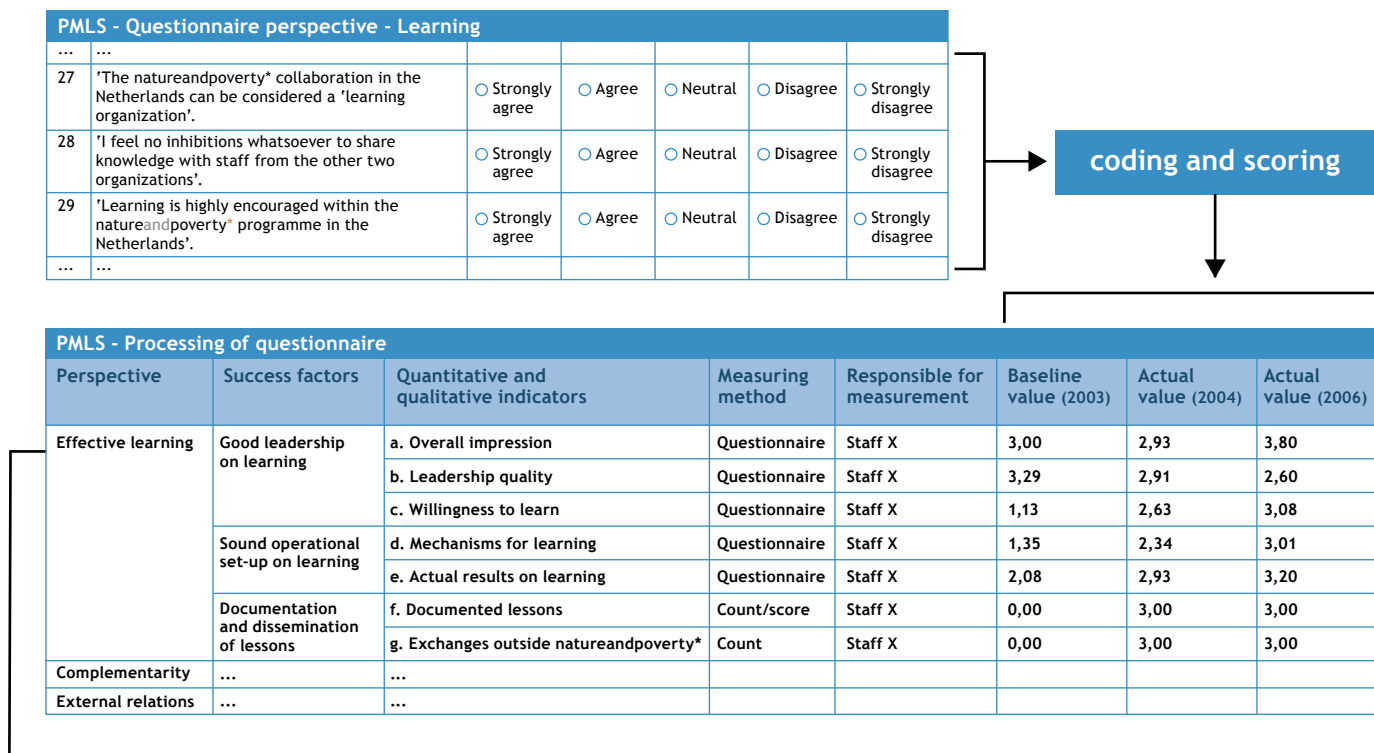 PMLS - Questionnaire perspective - Learning
... ...
27 'The natureandpoverty* collaboration in the
Netherlands can be considered a 'learning
organization'.
Strongly agree
Agree
Neutral
Disagree
Strongly disagree
28 'I feel no inhibitions whatsoever to share
knowledge with staff from the other two
organizations'.
Strongly agree
Agree
Neutral
Disagree
Strongly disagree
29 'Learning is highly encouraged within the
natureandpoverty* programme in the
Netherlands'.
Strongly agree
Agree
Neutral
Disagree
Strongly disagree
... ...
coding and scoring
PMLS - Processing of questionnaire
Perspective
Success factors
Quantitative and
qualitative indicators
Measuring
method
Responsible for
measurement
Baseline
value (2003)
Actual
value (2004)
Actual
value (2006)
Effective learning
Good leadership
on learning
a. Overall impression Questionnaire Staff X 3,00 2,93 3,80
b. Leadership quality Questionnaire Staff X 3,29 2,91 2,60
c. Willingness to learn Questionnaire Staff X 1,13 2,63 3,08
Sound operational
set-up on learning
d. Mechanisms for learning Questionnaire Staff X 1,35 2,34 3,01
e. Actual results on learning Questionnaire Staff X 2,08 2,93 3,20
Documentation
and dissemination
of lessons
f. Documented lessons Count/score Staff X 0,00 3,00 3,00
g. Exchanges outside natureandpoverty* Count Staff X 0,00 3,00 3,00
Complementarity ... ...
External relations ... ...